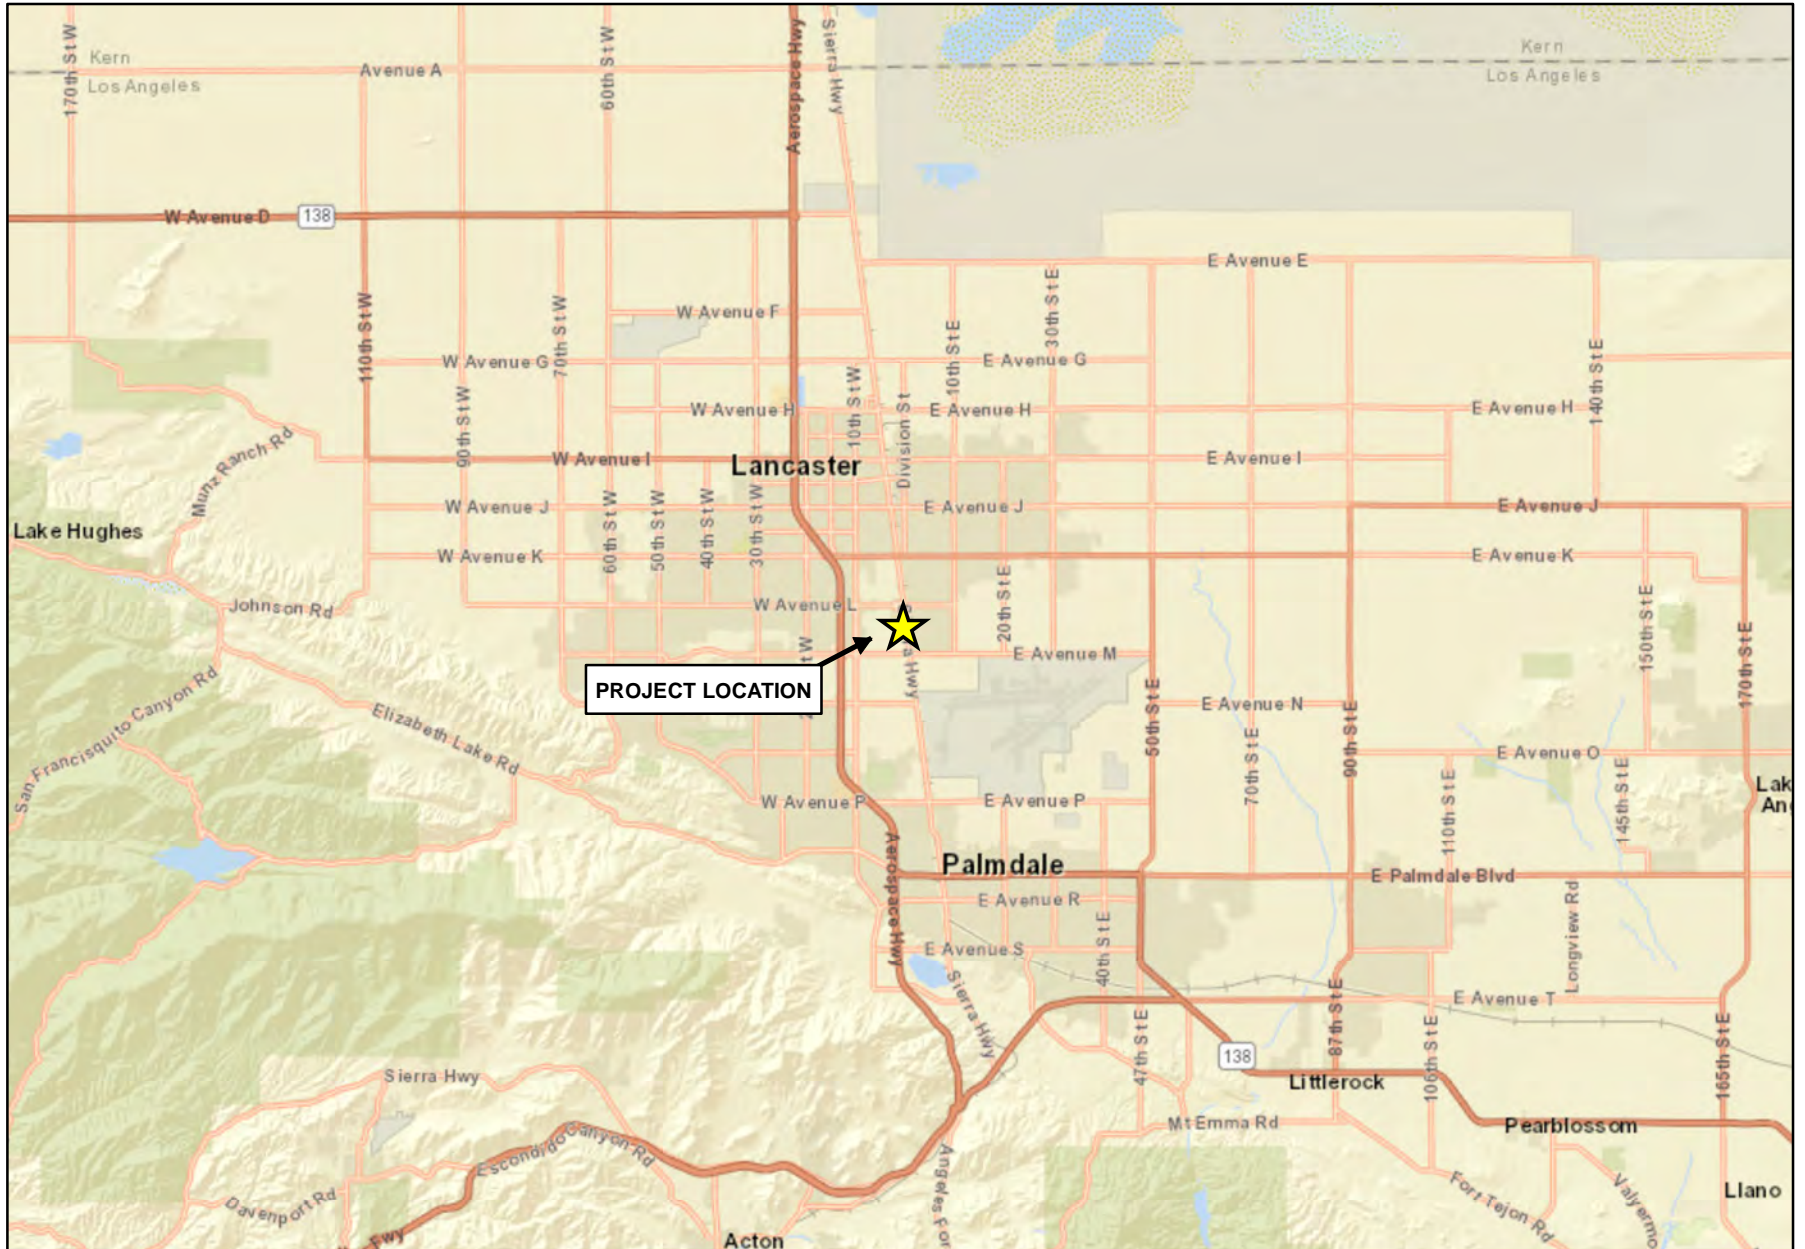 Kern
Los Angeles
170th St W
Avenue A
60th St W
Aerospace Hwy
Sierra Hwy
Kern
Los Angeles
W Avenue D
138
E Avenue E
W Avenue F
110th St W
70th St W
10th St E
30th St E
140th St E
W Avenue G
E Avenue G
90th St W
W Avenue H
10th St W
Division St
E Avenue H
E Avenue H
Munz Ranch Rd
W Avenue I
Lancaster
E Avenue I
W Avenue J
60th St W
50th St W
40th St W
30th St W
E Avenue J
E Avenue J
Lake Hughes
W Avenue K
E Avenue K
Johnson Rd
W Avenue L
20th St E
150th St E
170th St E
E Avenue M
PROJECT LOCATION
San Francisquito Canyon Rd
Elizabeth Lake Rd
50th St E
E Avenue N
90th St E
70th St E
E Avenue O
145th St E
110th St E
W Avenue P
E Avenue P
Aerospace Hwy
Palmdale
E Palmdale Blvd
E Avenue R
Longview Rd
E Avenue S
40th St E
Sierra Hwy
E Avenue T
47th St E
138
87th St E
106th St E
165th St E
Sierra Hwy
Littlerock
Mt Emma Rd
Pearblossom
Escondido Canyon Rd
Davenport Rd
Fort Tejon Rd
Llano
Fwy
Acton